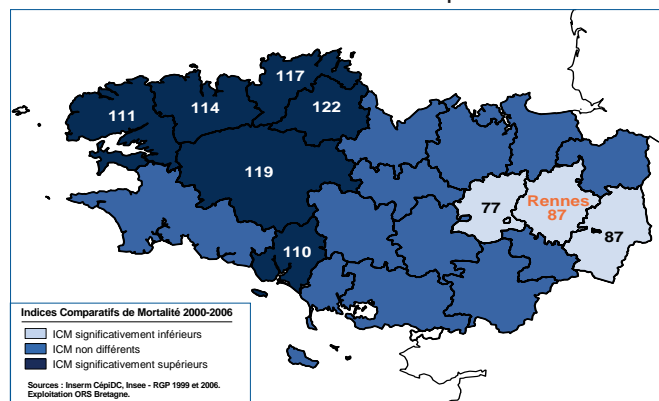 117
114
122
111
119
Rennes
77
87
87
110
Indices Comparatifs de Mortalité 2000-2006
ICM significativement inférieurs
ICM non différents
ICM significativement supérieurs
Sources : Inserm CépiDC, Insee - RGP 1999 et 2006.
Exploitation ORS Bretagne.